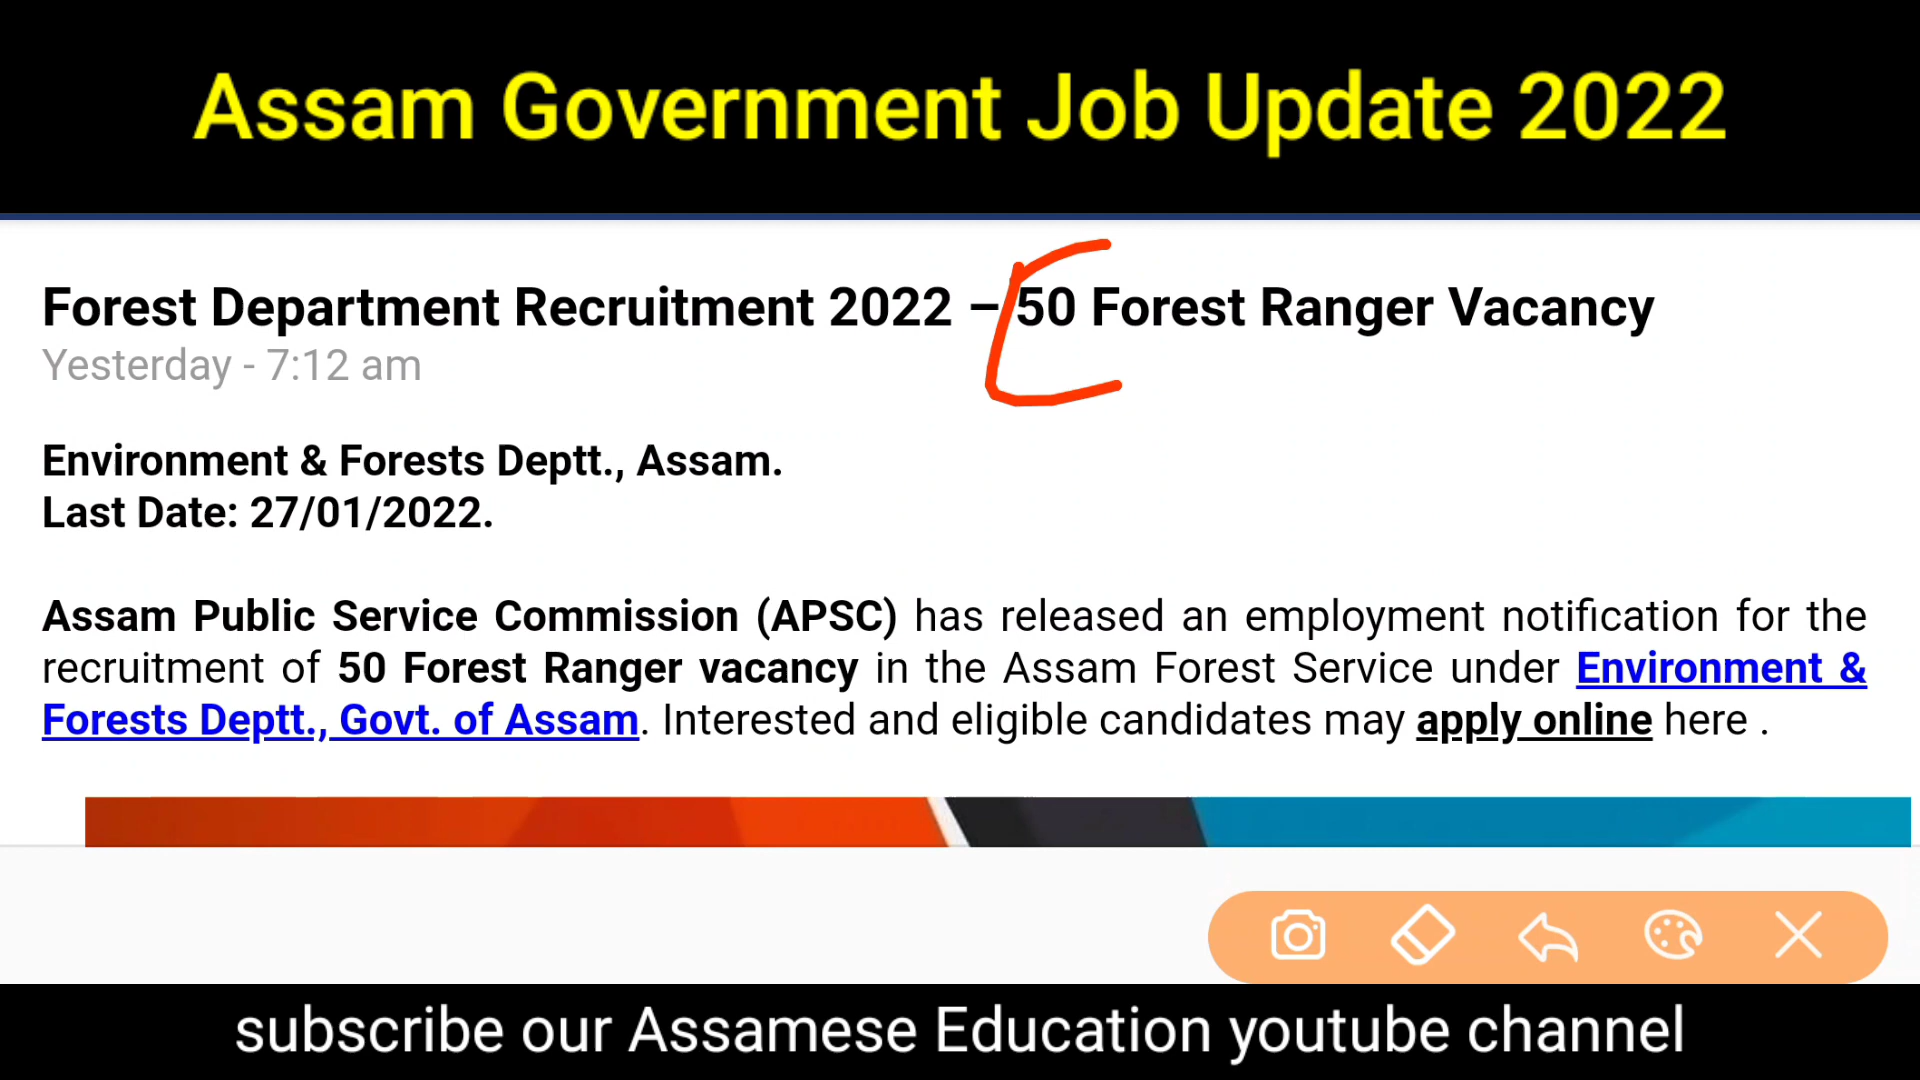 Assam Government Job Update 2022
Forest Department Recruitment 2022 – 50 Forest Ranger Vacancy
Yesterday - 7:12 am
Environment & Forests Deptt., Assam.
Last Date: 27/01/2022.
Assam Public Service Commission (APSC) has released an employment notification for the
recruitment of 50 Forest Ranger vacancy in the Assam Forest Service under Environment &
Forests Deptt., Govt. of Assam. Interested and eligible candidates may apply online here .
subscribe our Assamese Education youtube channel